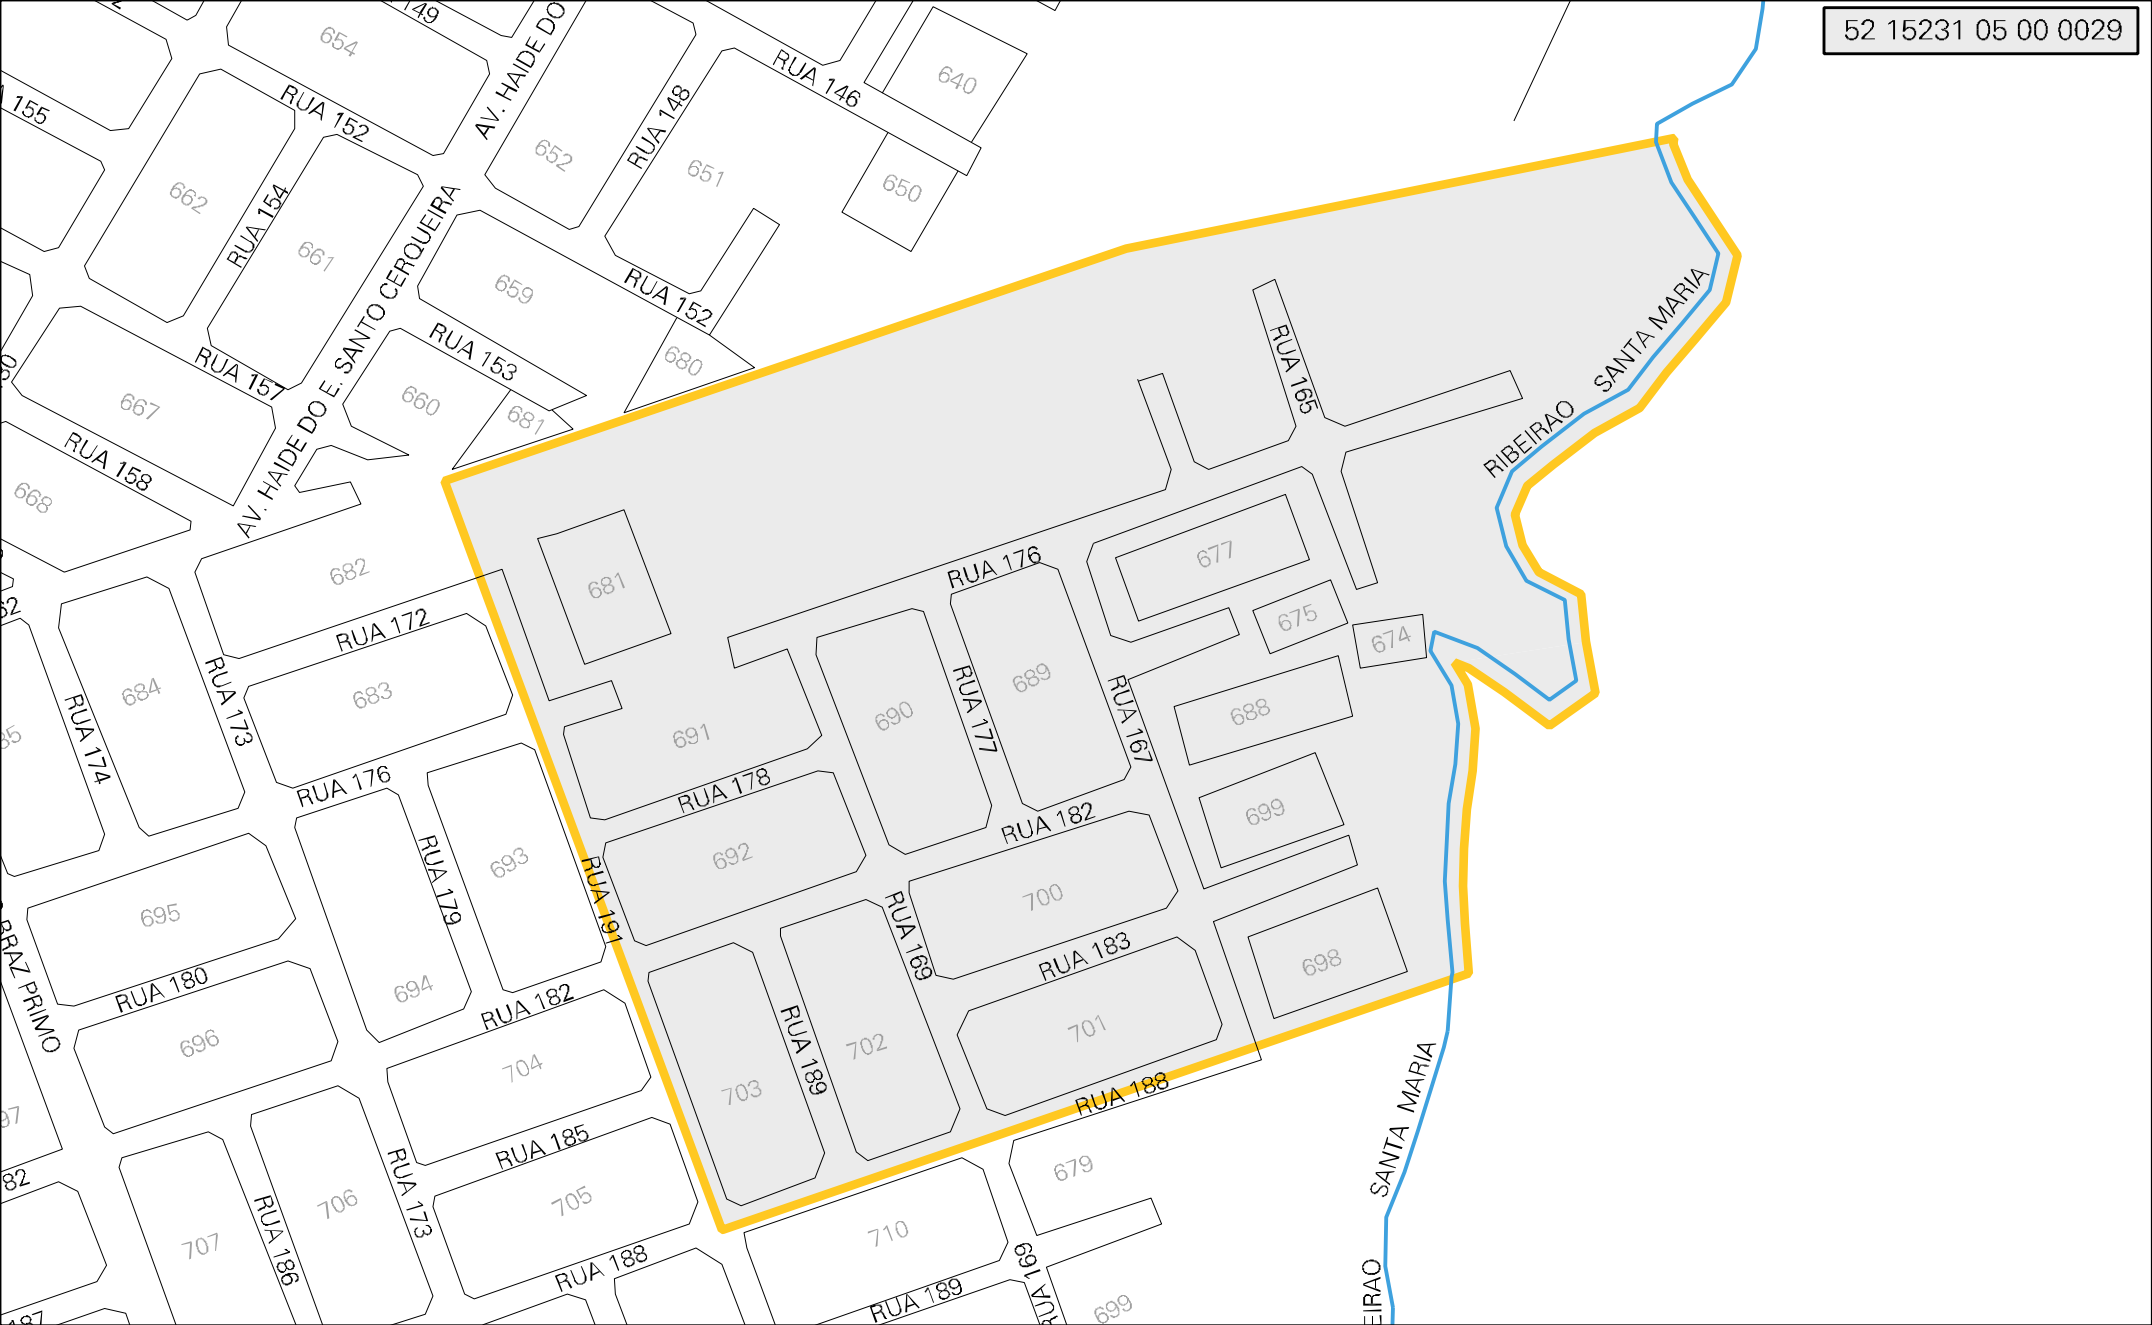 149
654
AV. HAIDE DO
RUA 146
640
52 15231 05 00 0029
155
RUA 152
RUA 148
652
651
650
662
RUA 154
661
AV. HAIDE DO E. SANTO CERQUEIRA
659
RUA 152
RUA 153
680
RUA 157
667
660
681
RUA 158
668
RUA 165
RIBEIRAO
SANTA MARIA
682
RUA 172
681
RUA 176
677
675
674
684
RUA 173
683
RUA 174
691
690
RUA 177
689
RUA 167
688
RUA 176
RUA 178
RUA 182
699
RUA 179
693
RUA 191
692
700
695
RUA 169
RUA 183
698
RUA 180
694
RUA 182
BRAZ PRIMO
696
704
703
RUA 189
702
701
RUA 188
SANTA MARIA
RUA 185
679
82
706
RUA 173
705
710
707
RUA 186
RUA 188
RUA 189
RUA 169
699
EIRAO
187